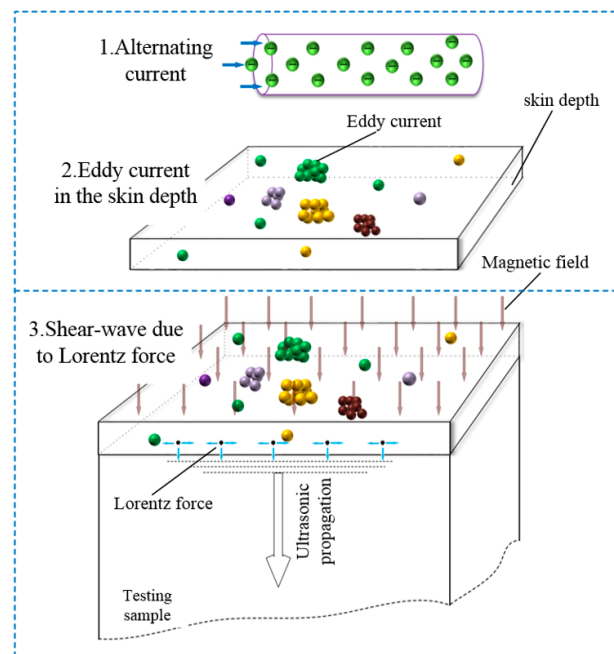 1.Alternating
current
skin depth
Eddy current
2.Eddy current
in the skin depth
Magnetic field
3.Shear-wave due
to Lorentz force
Lorentz force
Ultrasonic
propagation
Testing
sample